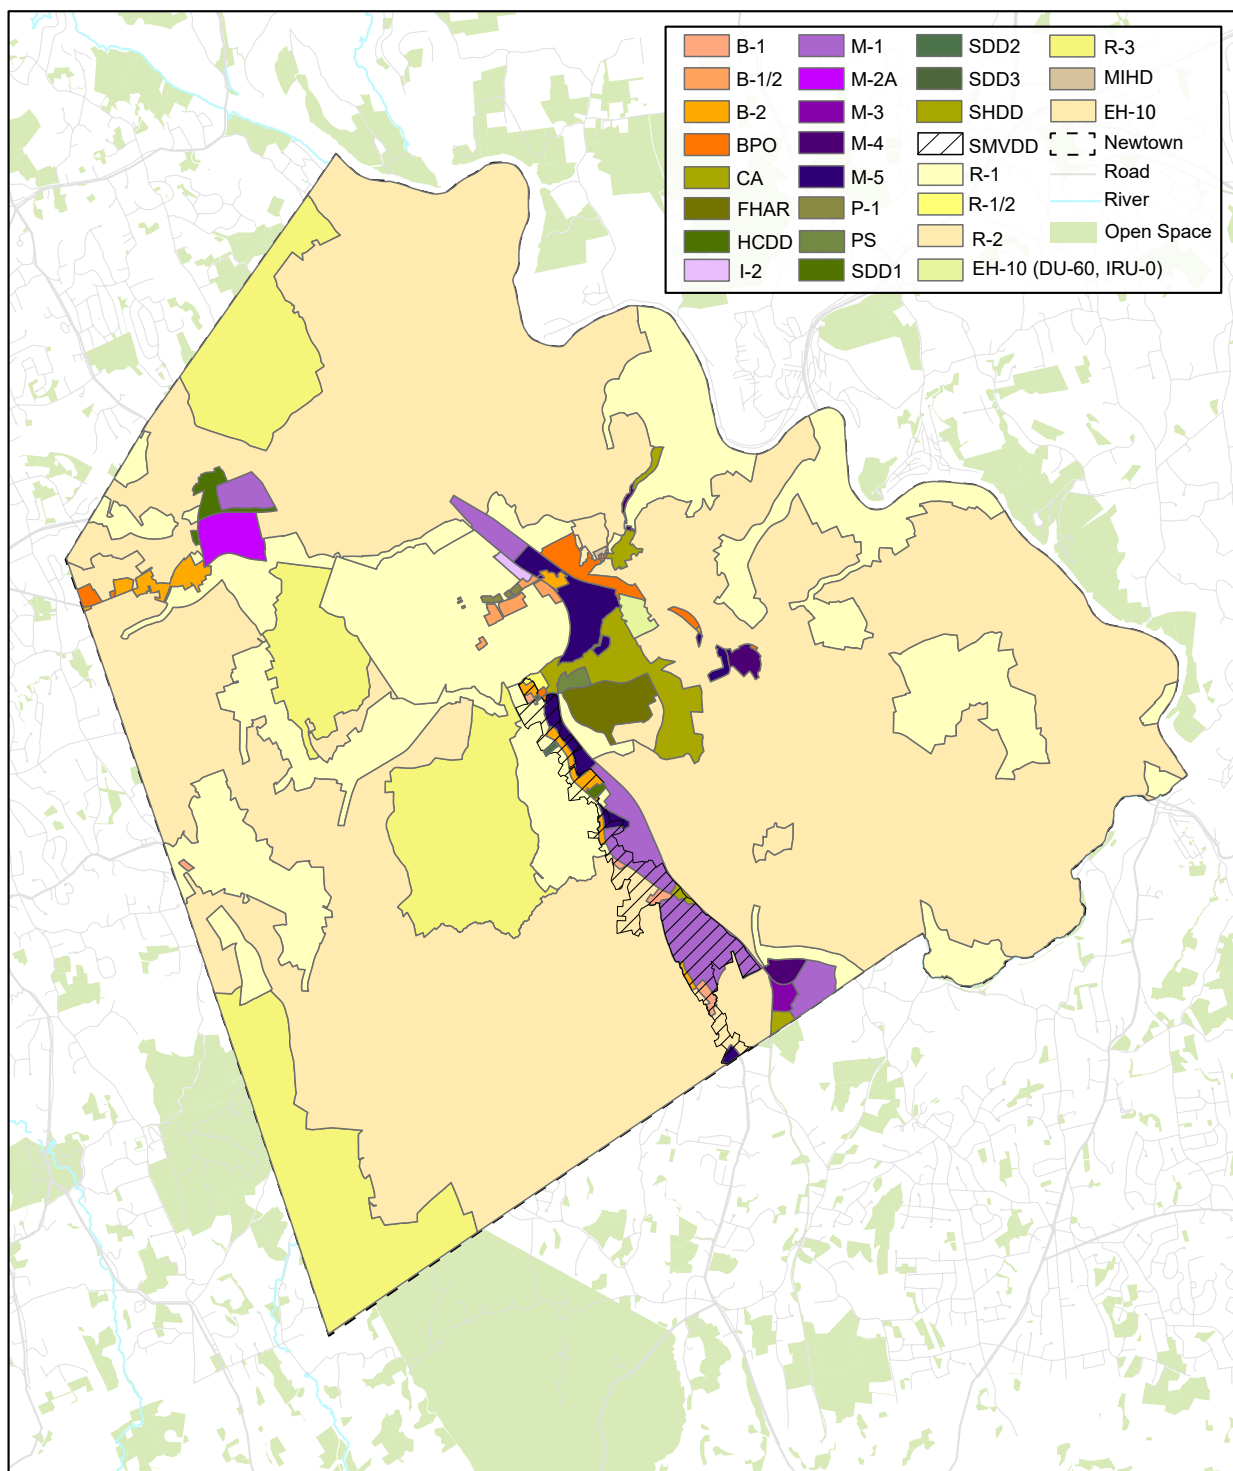 B-1
B-1/2
B-2
BPO
CA
FHAR
HCDD
I-2
M-1
M-2A
M-3
M-4
M-5
P-1
PS
SDD1
SDD2
SDD3
SHDD
SMVDD
R-1
R-1/2
R-2
EH-10 (DU-60, IRU-0)
R-3
MIHD
EH-10
Newtown
Road
River
Open Space